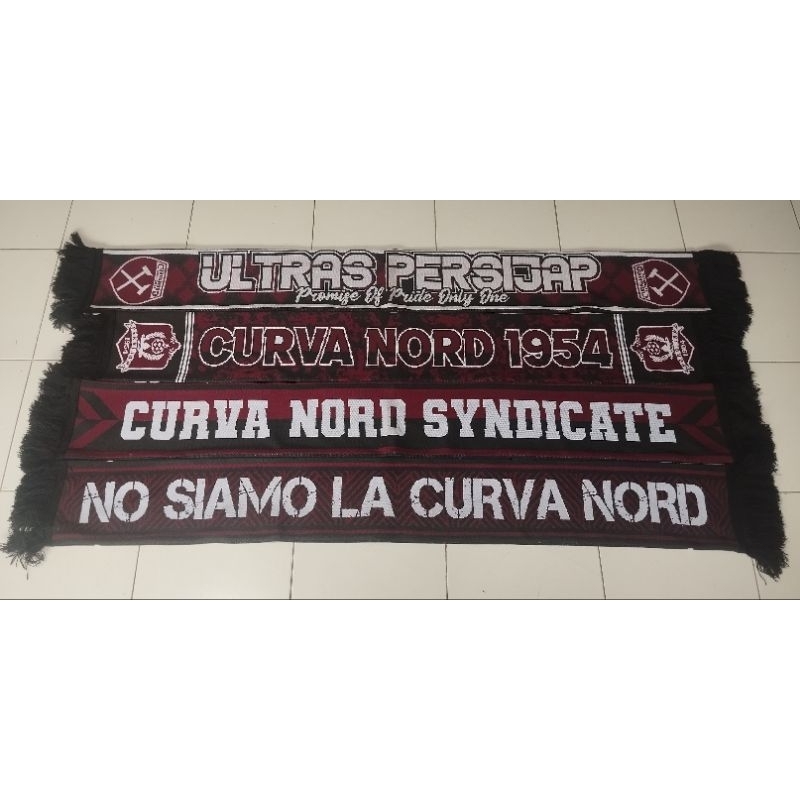 ULTRAS PERSIJAP
Promise Of Pride Only One
CURVA NORD 1954
CURVA NORD SYNDICATE
NO SIAMO LA CURVA NORD